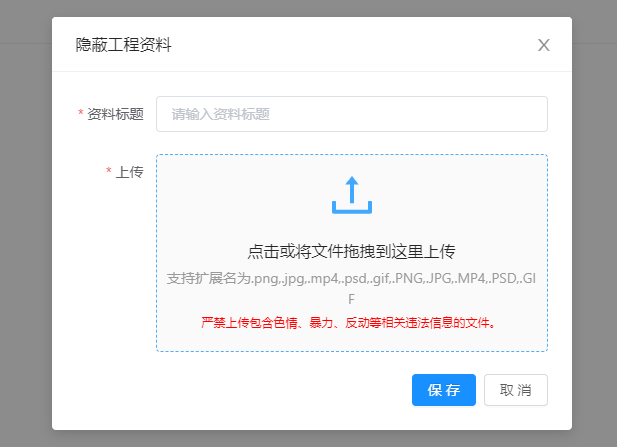 隐蔽工程资料
* 资料标题 请输入资料标题
* 上传
点击或将文件拖拽到这里上传
支持扩展名为.png,.jpg,.mp4,.psd,.gif,.PNG,.JPG,.MP4,.PSD,.GI
F
严禁上传包含色情、暴力、反动等相关违法信息的文件。
保 存 取 消